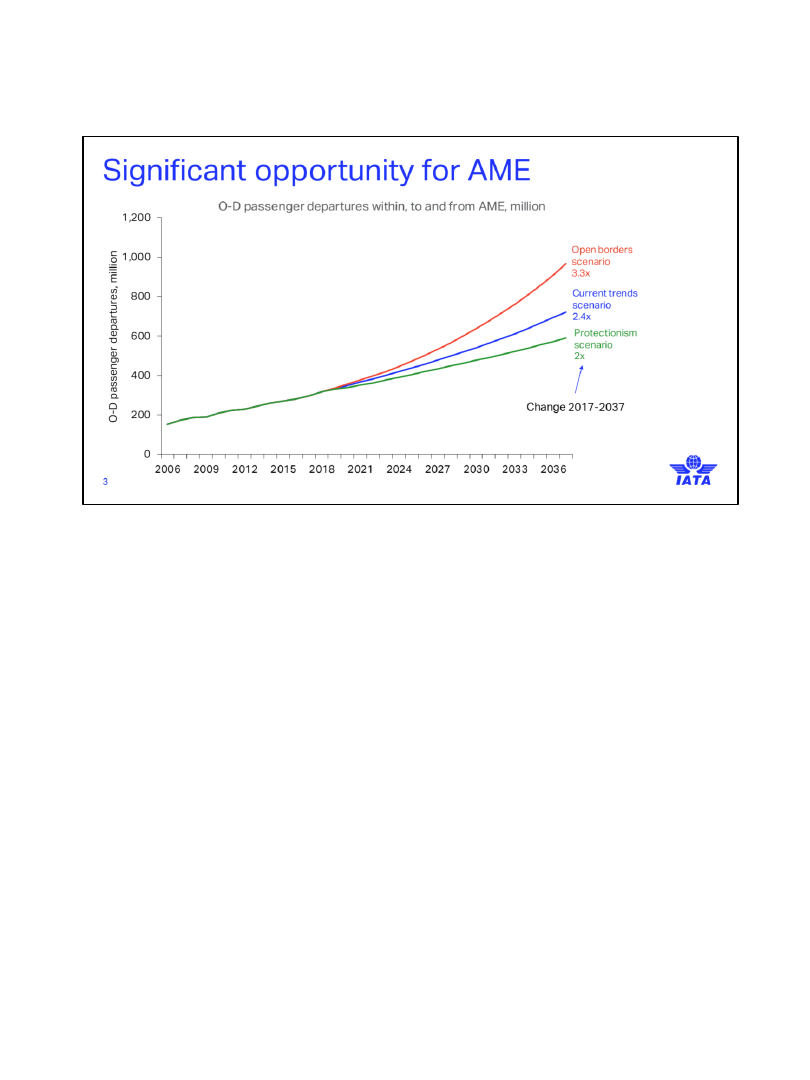 Significant opportunity for AME
O-D passenger departures within, to and from AME, million
O-D passenger departures, million
1,200
1,000
800
600
400
200
0
2006 2009 2012 2015 2018 2021 2024 2027 2030 2033 2036
Open borders
scenario
3.3x
Current trends
scenario
2.4x
Protectionism
scenario
2x
Change 2017-2037
3
IATA